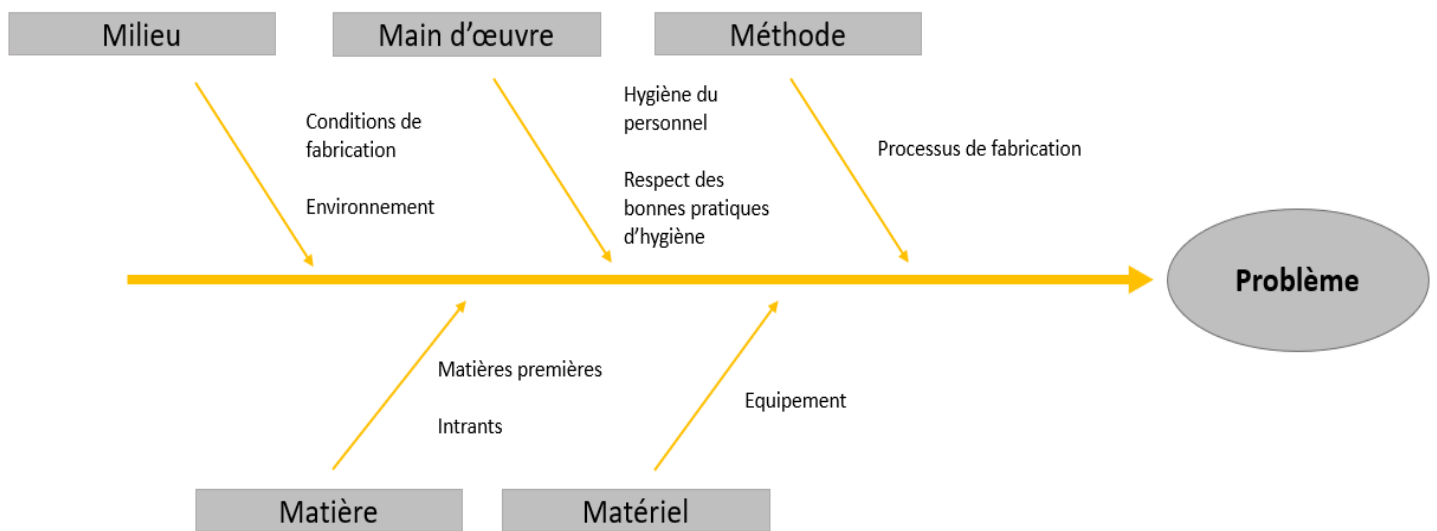 Milieu
Main d’œuvre
Méthode
Conditions de
fabrication
Environnement
Hygiène du
personnel
Respect des
bonnes pratiques
d’hygiène
Processus de fabrication
Problème
Matières premières
Intrants
Equipement
Matière
Matériel